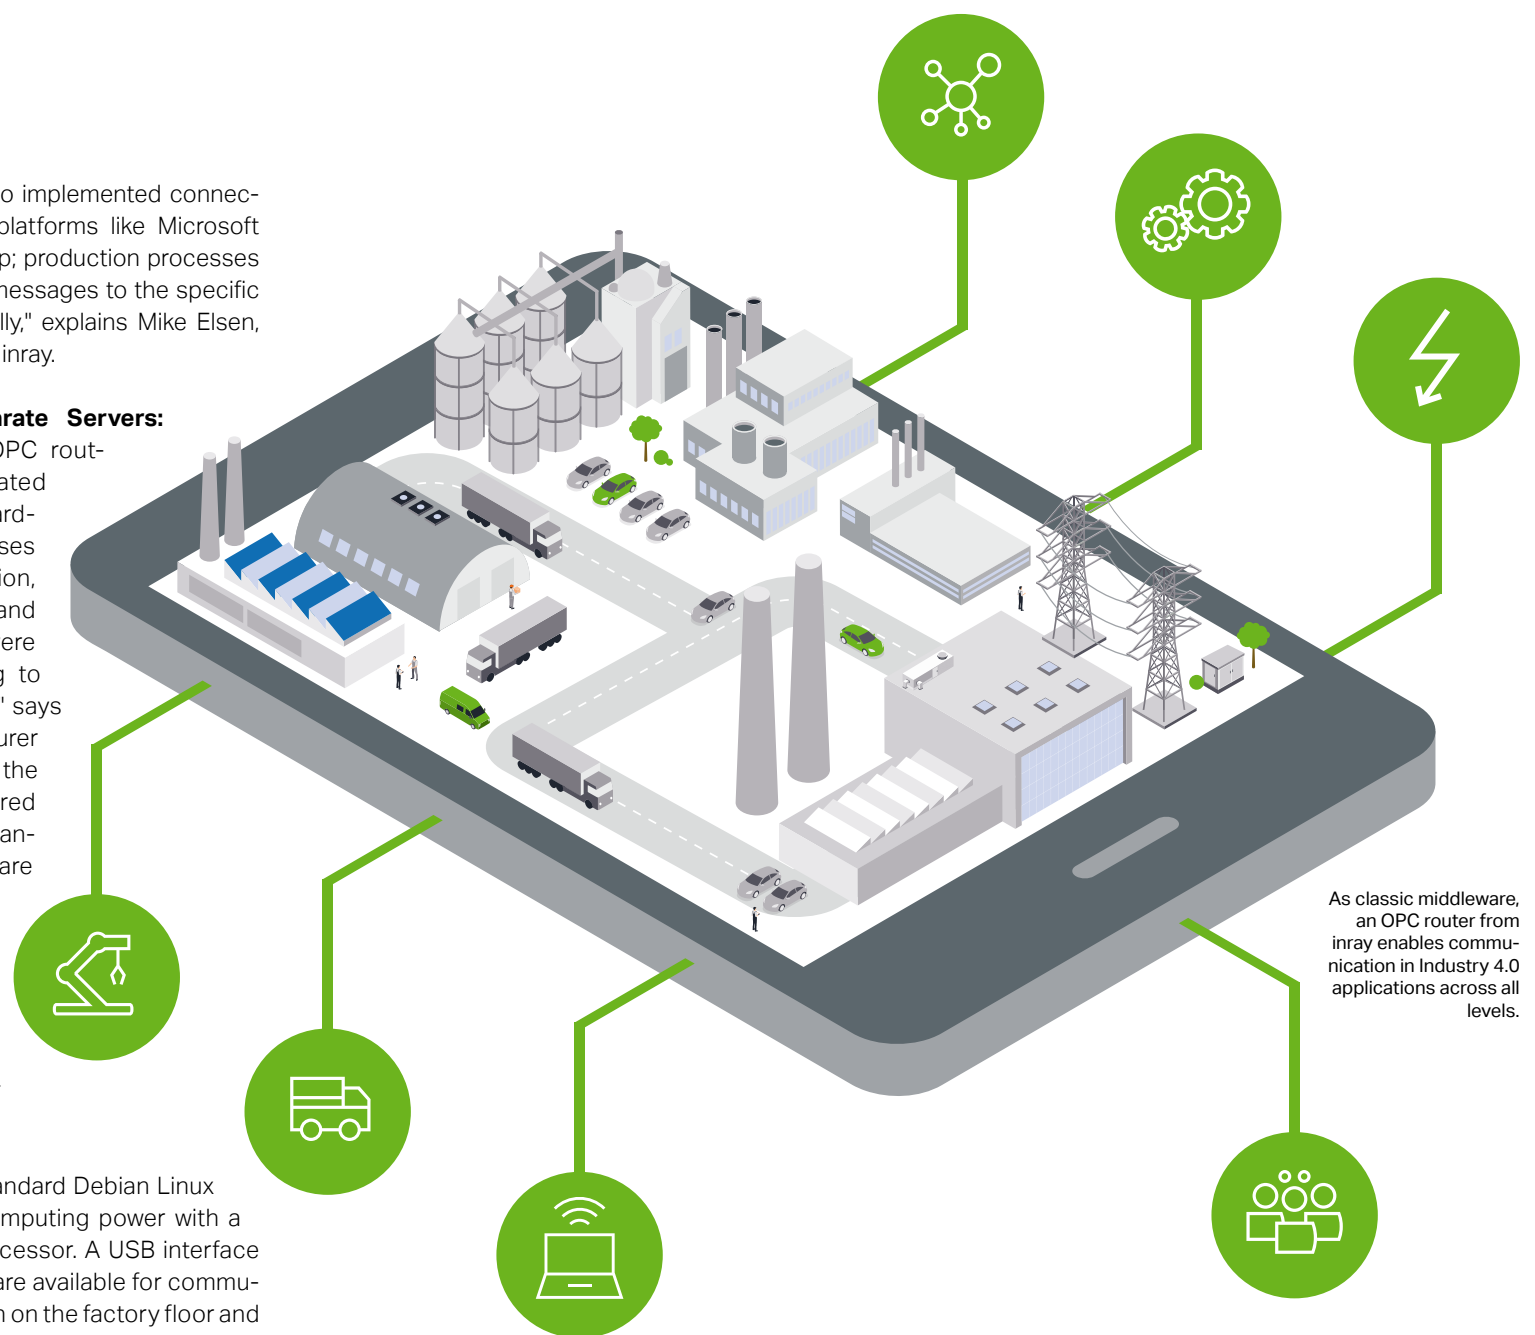 o implemented connec-
platforms like Microsoft
p; production processes
messages to the specific
lly," explains Mike Elsen,
inray.
rate Servers:
OPC rout-
ated
ard-
ses
ion,
and
ere
g to
" says
urer
the
red
an-
are
andard Debian Linux
mputing power with a
cessor. A USB interface
are available for commu-
n on the factory floor and
As classic middleware,
an OPC router from
inray enables commu-
nication in Industry 4.0
applications across all
levels.